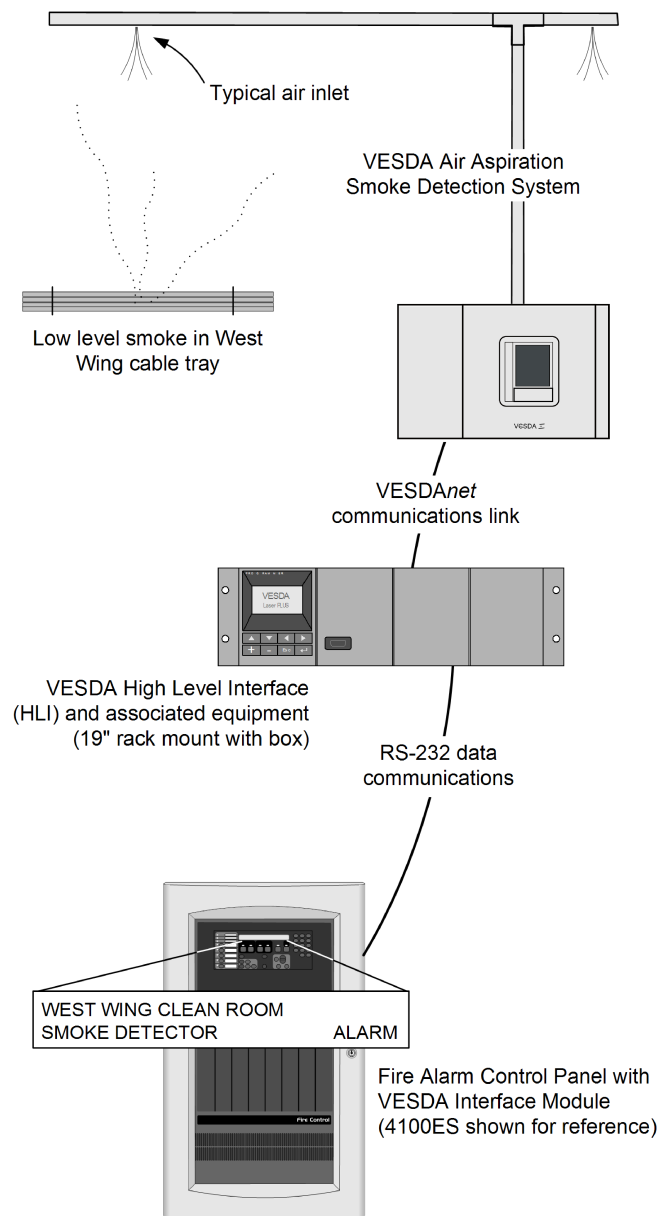 Typical air inlet
VESDA Air Aspiration
Smoke Detection System
Low level smoke in West
Wing cable tray
VESDA
VESDAnet
communications link
VESDA
Laser PLUS
VESDA High Level Interface
(HLI) and associated equipment
(19" rack mount with box)
RS-232 data
communications
WEST WING CLEAN ROOM
SMOKE DETECTOR ALARM
Fire Alarm Control Panel with
VESDA Interface Module
(4100ES shown for reference)
Fire Control